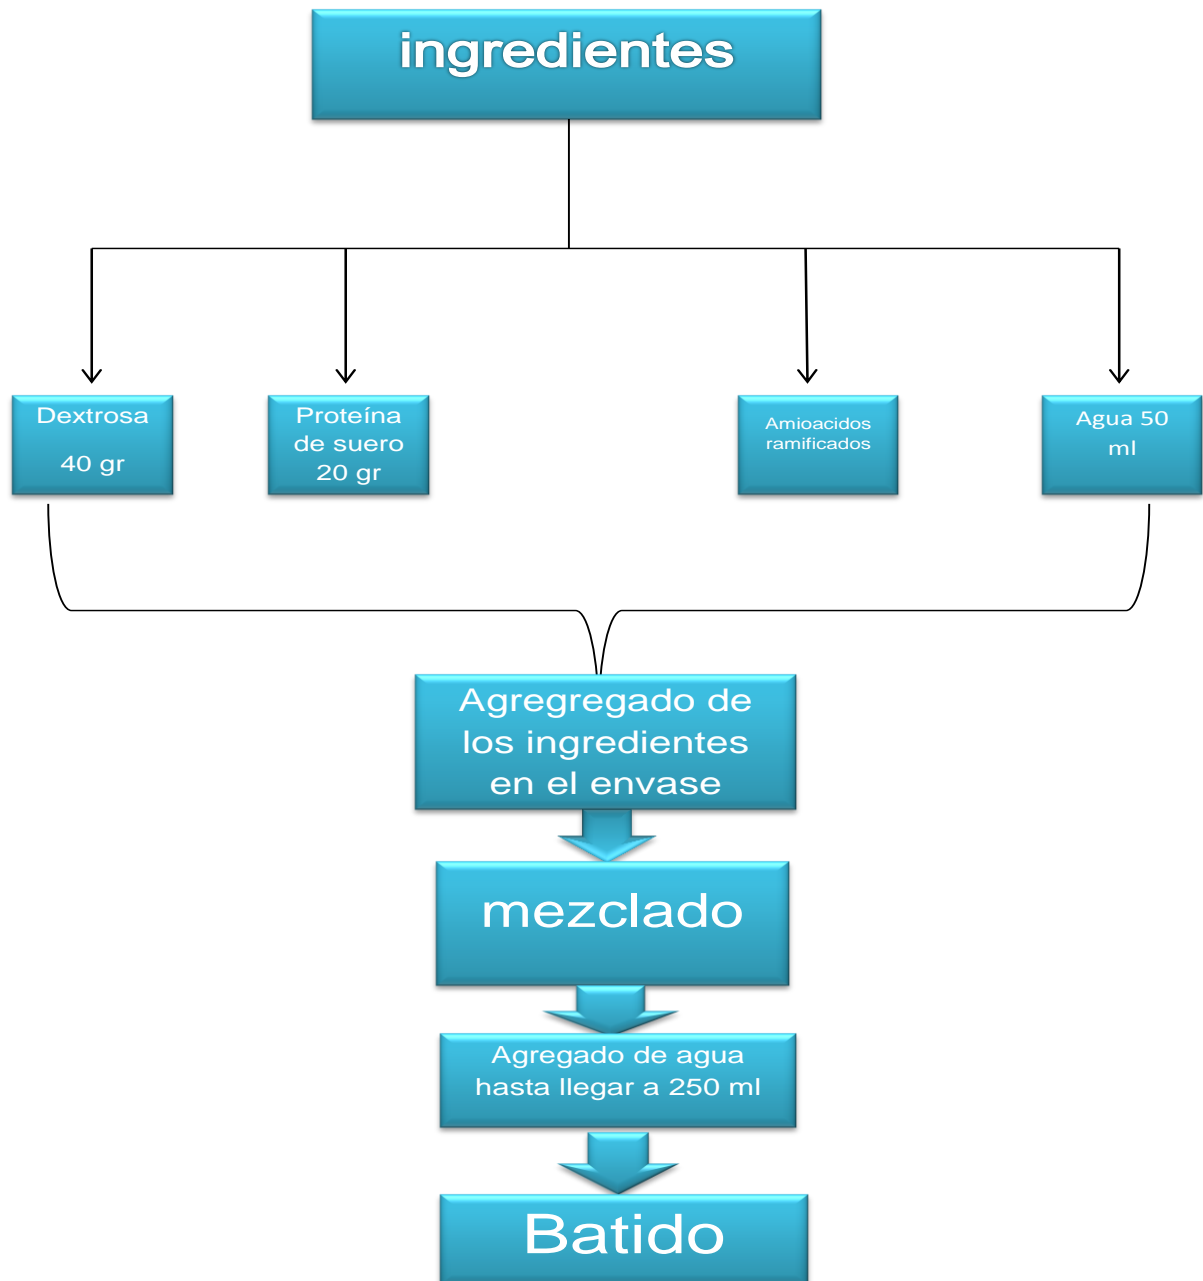 ingredientes
Dextrosa
40 gr
Proteína
de suero
20 gr
Amioacidos
ramificados
Agua 50
ml
Agregregado de
los ingredientes
en el envase
mezclado
Agregado de agua
hasta llegar a 250 ml
Batido